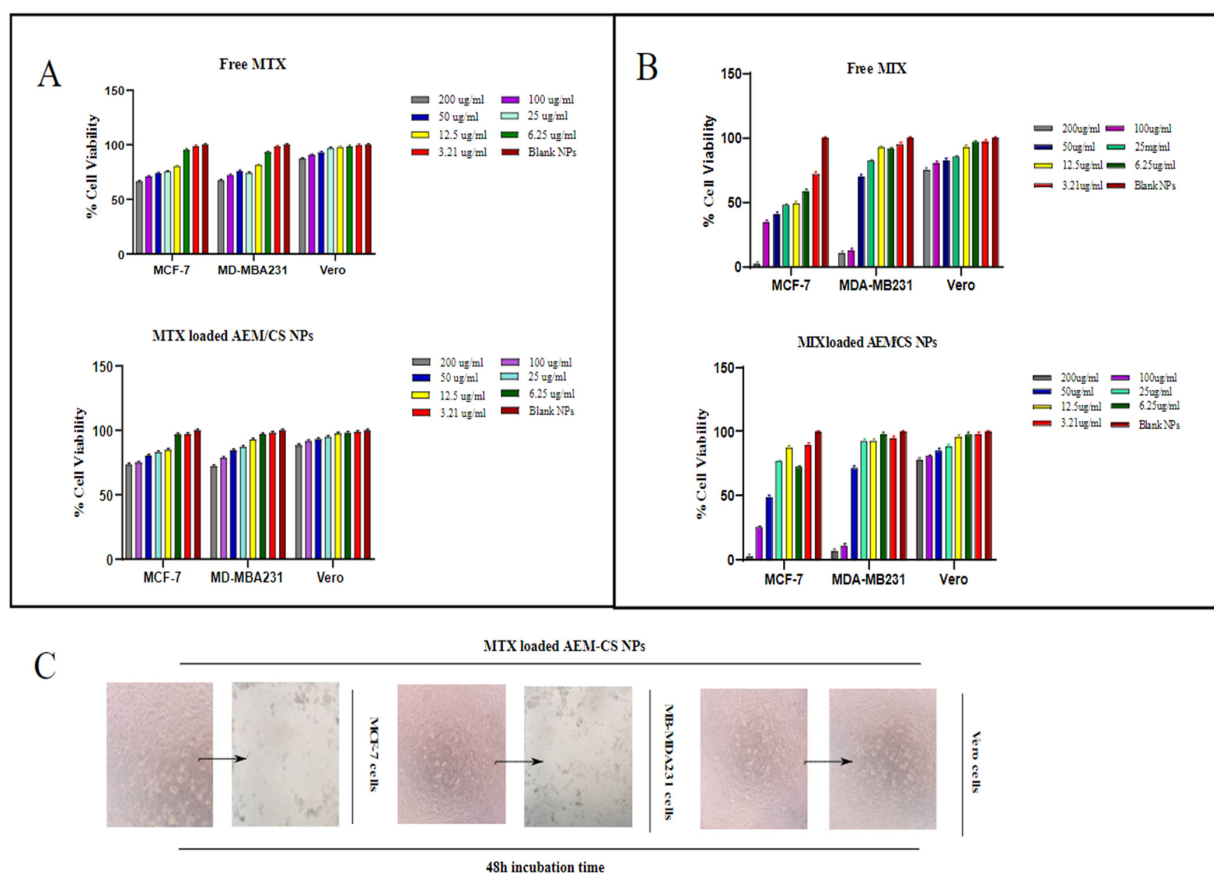 A
Free MTX
% Cell Viability
150
100
50
0
MCF-7 MD-MBA231 Vero
200 ug/ml 100 ug/ml
50 ug/ml 25 ug/ml
12.5 ug/ml 6.25 ug/ml
3.21 ug/ml Blank NPs
MTX loaded AEM/CS NPs
% Cell Viability
150
100
50
0
MCF-7 MD-MBA231 Vero
200 ug/ml 100 ug/ml
50 ug/ml 25 ug/ml
12.5 ug/ml 6.25 ug/ml
3.21 ug/ml Blank NPs
B
Free MIX
% Cell Viability
150
100
50
0
MCF-7 MDA-MB231 Vero
200ug/ml 100ug/ml
50ug/ml 25mg/ml
12.5ug/ml 6.25ug/ml
3.21ug/ml Blank NPs
MIXloaded AEM/CS NPs
% Cell Viability
150
100
50
0
MCF-7 MDA-MB231 Vero
200ug/ml 100ug/ml
50ug/ml 25ug/ml
12.5ug/ml 6.25ug/ml
3.21ug/ml Blank NPs
C
MTX loaded AEM-CS NPs
MCF-7 cells
MB-MDA231 cells
Vero cells
48h incubation time